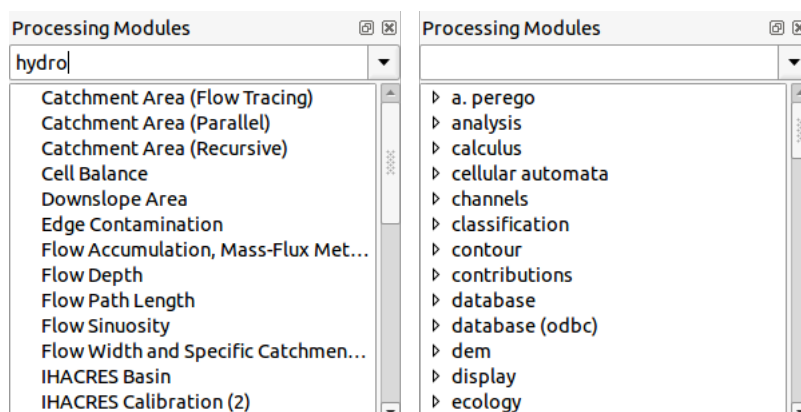 Processing Modules
hydro
Catchment Area (Flow Tracing)
Catchment Area (Parallel)
Catchment Area (Recursive)
Cell Balance
Downslope Area
Edge Contamination
Flow Accumulation, Mass-Flux Met...
Flow Depth
Flow Path Length
Flow Sinuosity
Flow Width and Specific Catchmen...
IHACRES Basin
IHACRES Calibration (2)
Processing Modules
a. perego
analysis
calculus
cellular automata
channels
classification
contour
contributions
database
database (odbc)
dem
display
ecology